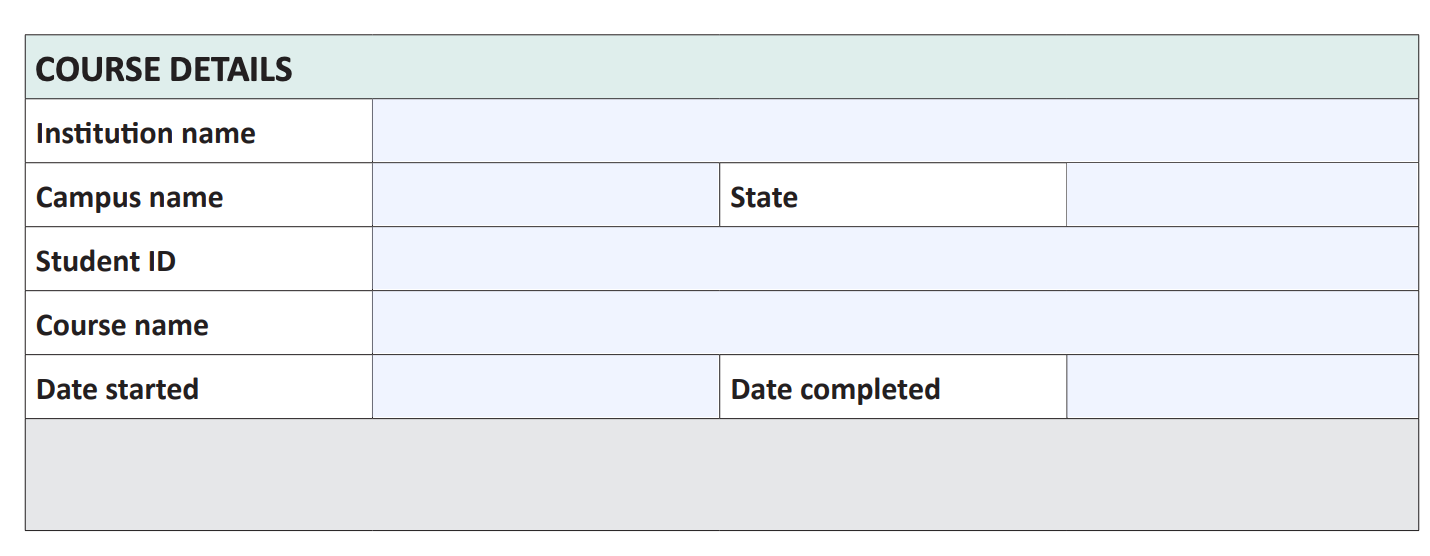 COURSE DETAILS
Institution name
Campus name State
Student ID
Course name
Date started Date completed